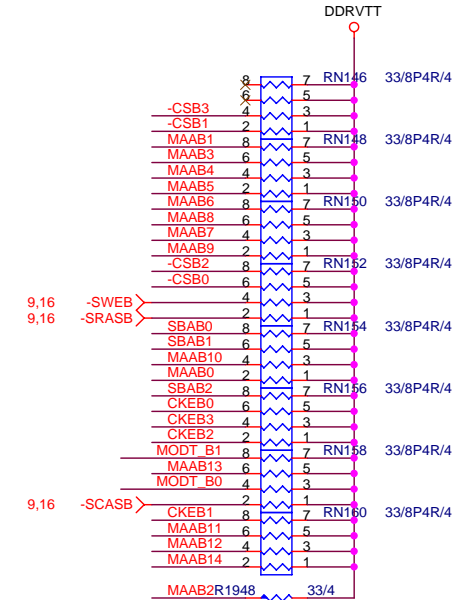 DDRVTT
8 7 RN146 33/8P4R/4
6 5
-CSB3 4 3
-CSB1 2 1
MAAB1 8 7 RN148 33/8P4R/4
MAAB3 6 5
MAAB4 4 3
MAAB5 2 1
MAAB6 8 7 RN150 33/8P4R/4
MAAB8 6 5
MAAB7 4 3
MAAB9 2 1
-CSB2 8 7 RN152 33/8P4R/4
-CSB0 6 5
9,16 -SWEB 4 3
9,16 -SRASB 2 1
SBAB0 8 7 RN154 33/8P4R/4
SBAB1 6 5
MAAB10 4 3
MAAB0 2 1
SBAB2 8 7 RN156 33/8P4R/4
CKEB0 6 5
CKEB3 4 3
CKEB2 2 1
MODT_B1 8 7 RN158 33/8P4R/4
MAAB13 6 5
MODT_B0 4 3
9,16 -SCASB 2 1
CKEB1 8 7 RN160 33/8P4R/4
MAAB11 6 5
MAAB12 4 3
MAAB14 2 1
MAAB2 R1948 33/4